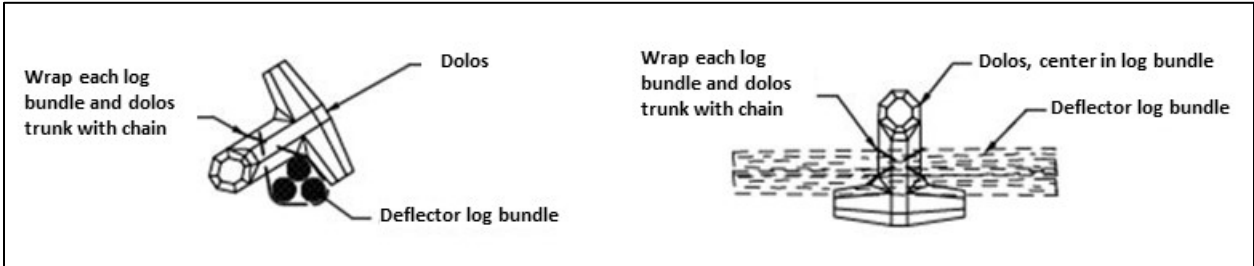 Wrap each log
bundle and dolos
trunk with chain
Dolos
Deflector log bundle
Wrap each log
bundle and dolos
trunk with chain
Dolos, center in log bundle
Deflector log bundle